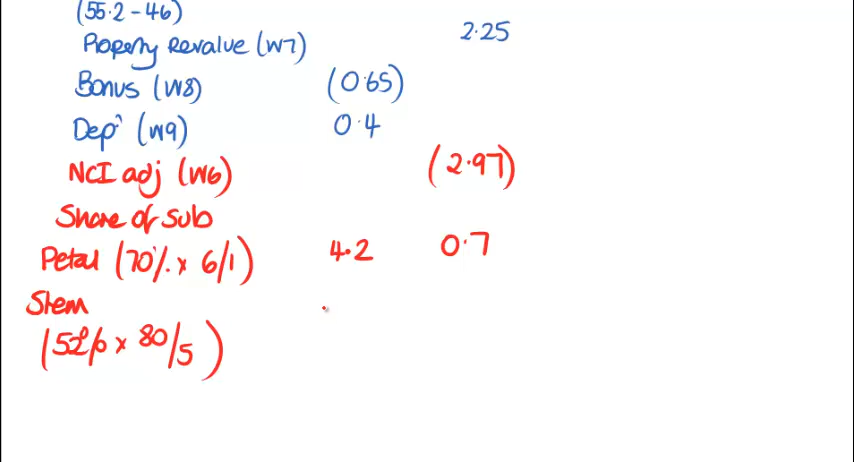 (55.2-46)
Property Revalue (W7) 2.25
Bonus (W8) (0.65)
Dep^n (W9) 0.4
NCI adj (W6) (2.97)
Share of Sub
Petal (70% x 6/1) 4.2 0.7
Stem
(52% x 80/5)